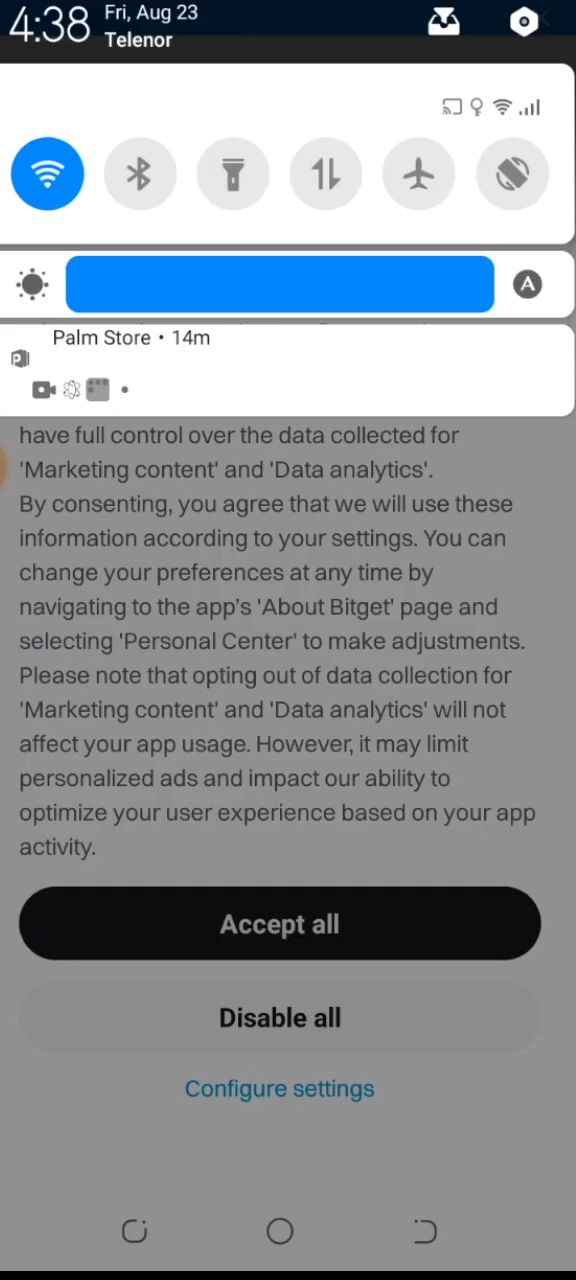 4:38
Fri, Aug 23
Telenor
A
Palm Store • 14m
have full control over the data collected for
'Marketing content' and 'Data analytics'.
By consenting, you agree that we will use these
information according to your settings. You can
change your preferences at any time by
navigating to the app's 'About Bitget' page and
selecting 'Personal Center' to make adjustments.
Please note that opting out of data collection for
'Marketing content' and 'Data analytics' will not
affect your app usage. However, it may limit
personalized ads and impact our ability to
optimize your user experience based on your app
activity.
Accept all
Disable all
Configure settings